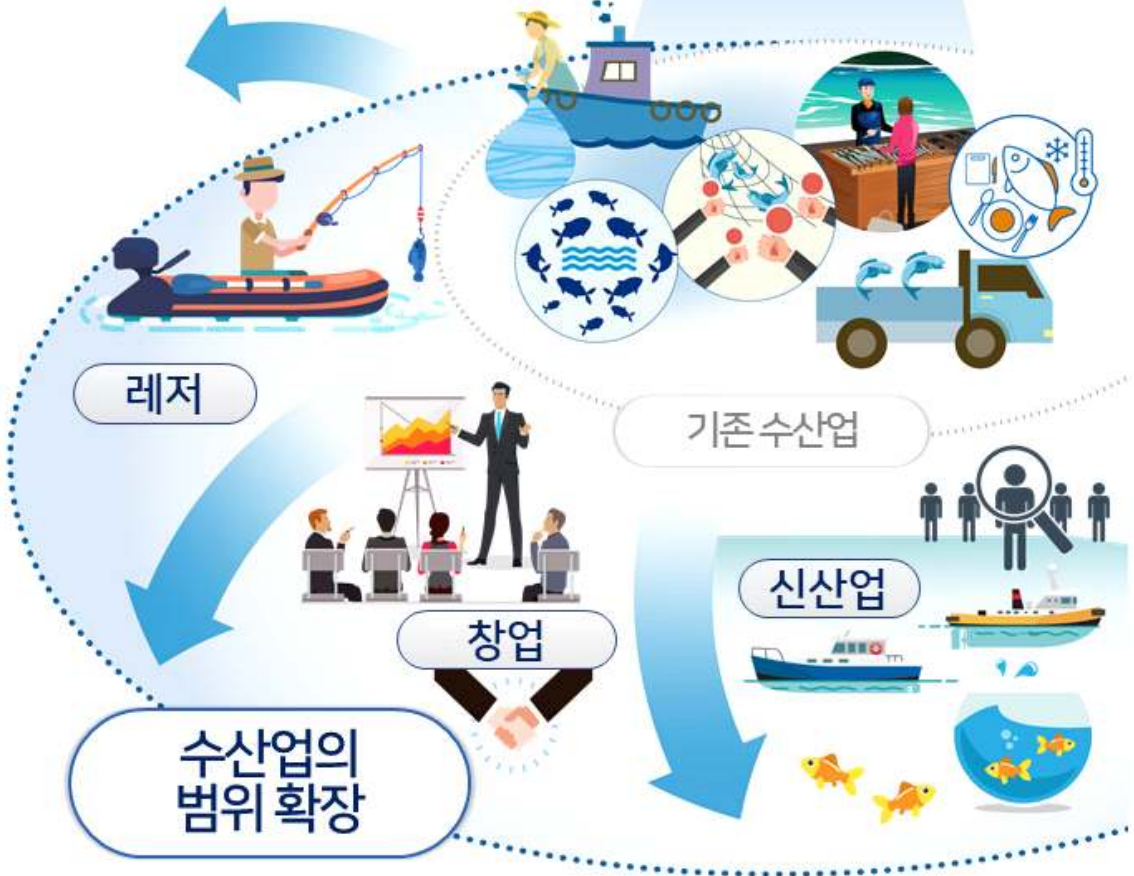 레저
기존 수산업
신산업
창업
수산업의
범위 확장